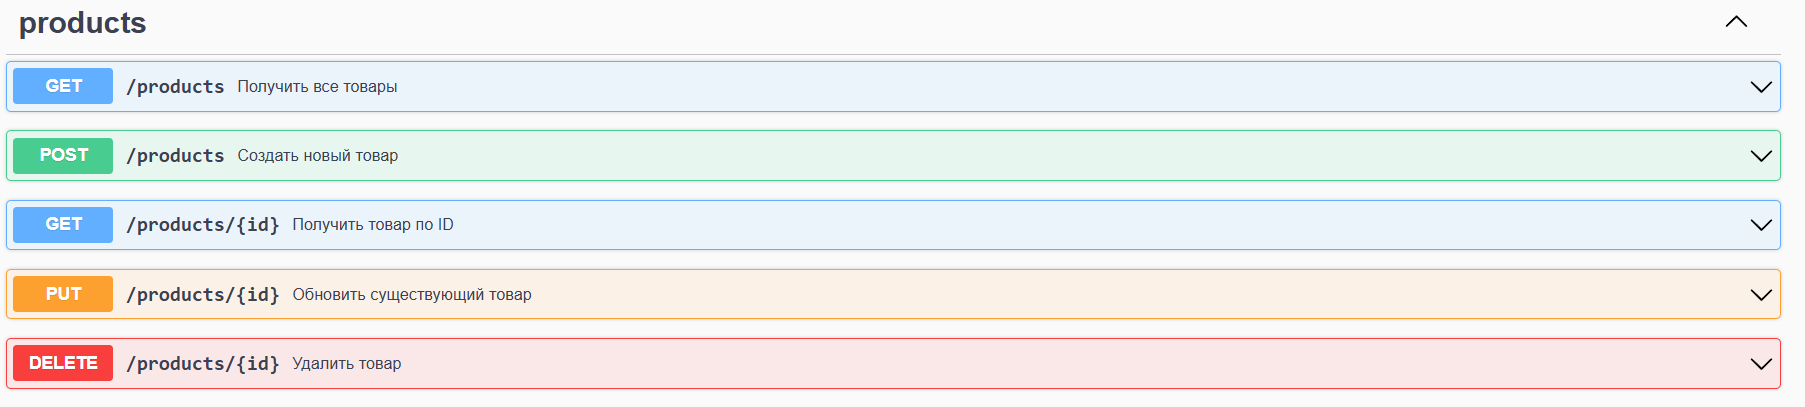 products
GET /products Получить все товары
POST /products Создать новый товар
GET /products/{id} Получить товар по ID
PUT /products/{id} Обновить существующий товар
DELETE /products/{id} Удалить товар